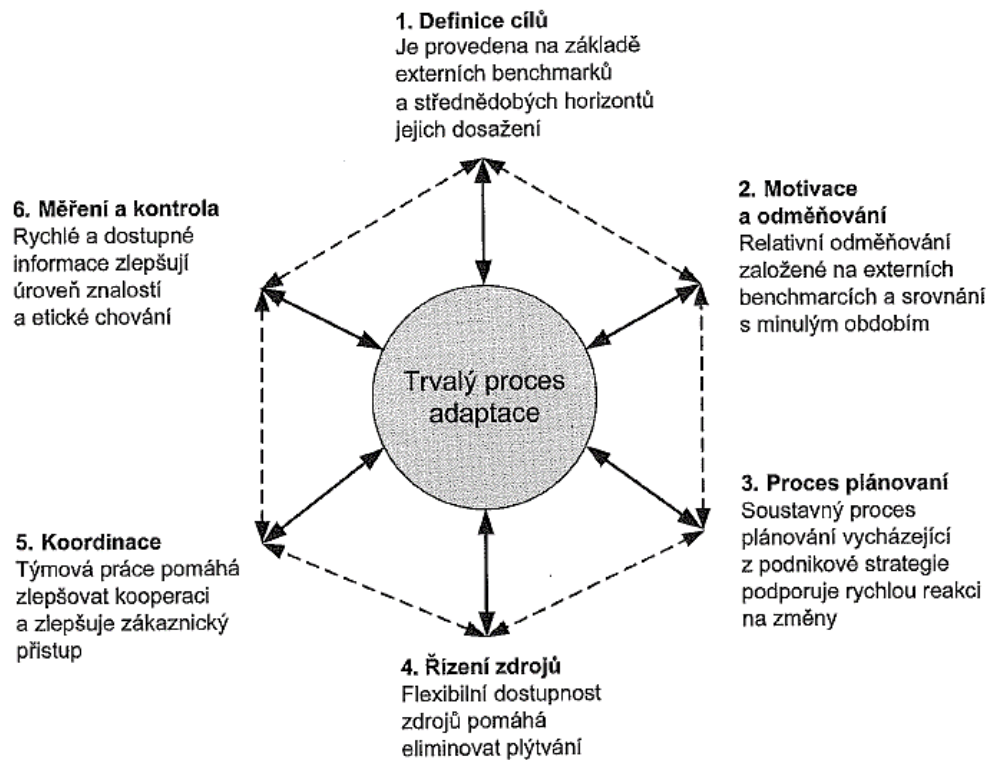 1. Definice cílů
Je provedena na základě
externích benchmarků
a střednědobých horizontů
jejich dosažení
2. Motivace
a odměňování
Relativní odměňování
založené na externích
benchmarcích a srovnání
s minulým obdobím
3. Proces plánovaní
Soustavný proces
plánování vycházející
z podnikové strategie
podporuje rychlou reakci
na změny
4. Řízení zdrojů
Flexibilní dostupnost
zdrojů pomáhá
eliminovat plýtvání
5. Koordinace
Týmová práce pomáhá
zlepšovat kooperaci
a zlepšuje zákaznický
přístup
6. Měření a kontrola
Rychlé a dostupné
informace zlepšují
úroveň znalostí
a etické chování
Trvalý proces
adaptace